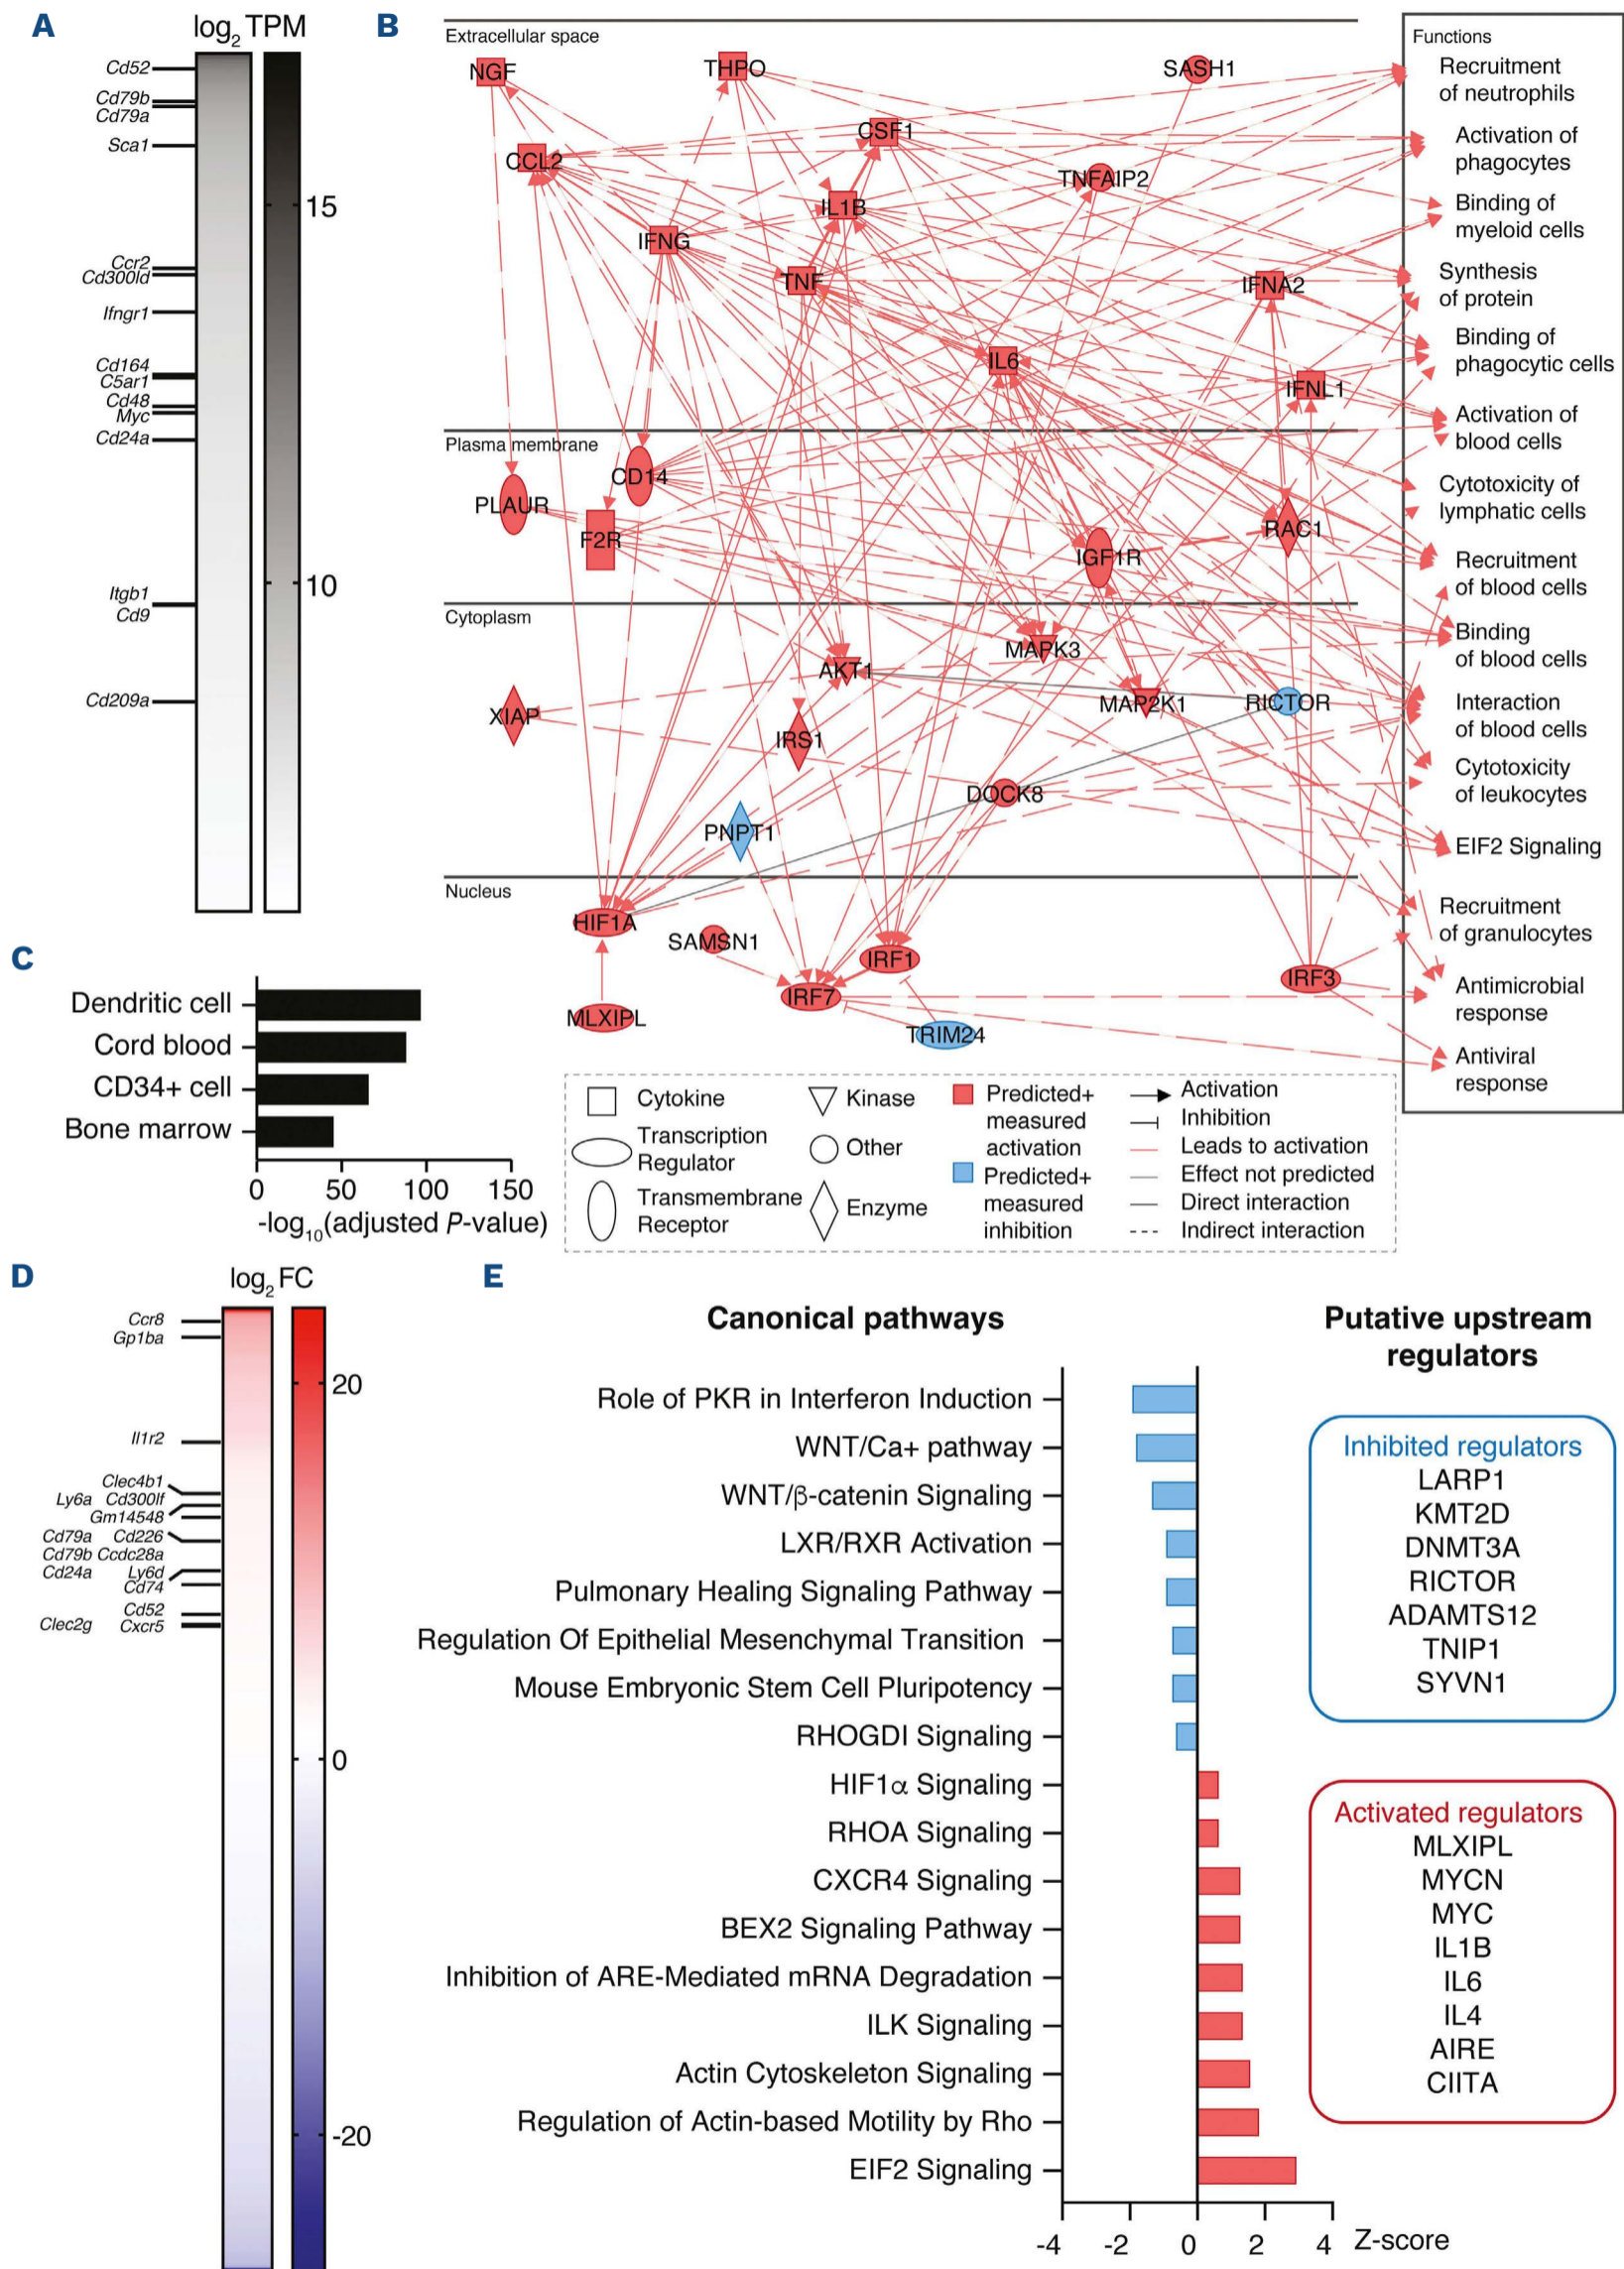 A
log2 TPM
Cd52
Cd79b
Cd79a
Sca1
Ccr2
Cd300ld
Ifngr1
Cd164
C5ar1
Cd48
Myc
Cd24a
Itgb1
Cd9
Cd209a
15
10
B
Extracellular space
NGF
THPO
SASH1
CSF1
CCL2
TNFAIP2
IL1B
IFNG
TNF
IFNA2
IL6
IFNL1
Plasma membrane
CD14
PLAUR
F2R
RAC1
IGF1R
Cytoplasm
MAPK3
AKT1
MAP2K1
RICTOR
XIAP
IRS1
DOCK8
PNPT1
Nucleus
HIF1A
SAMSN1
IRF1
IRF7
IRF3
MLXIPL
TRIM24
Functions
Recruitment
of neutrophils
Activation of
phagocytes
Binding of
myeloid cells
Synthesis
of protein
Binding of
phagocytic cells
Activation of
blood cells
Cytotoxicity of
lymphatic cells
Recruitment
of blood cells
Binding
of blood cells
Interaction
of blood cells
Cytotoxicity
of leukocytes
EIF2 Signaling
Recruitment
of granulocytes
Antimicrobial
response
Antiviral
response
Cytokine
Transcription
Regulator
Transmembrane
Receptor
Kinase
Other
Enzyme
Predicted+
measured
activation
Predicted+
measured
inhibition
Activation
Inhibition
Leads to activation
Effect not predicted
Direct interaction
Indirect interaction
C
Dendritic cell
Cord blood
CD34+ cell
Bone marrow
0 50 100 150
-log10(adjusted P-value)
D
log2 FC
Ccr8
Gp1ba
Il1r2
Clec4b1
Ly6a Cd300lf
Gm14548
Cd79a Cd226
Cd79b Ccdc28a
Cd24a Ly6d
Cd74
Cd52
Clec2g Cxcr5
20
0
-20
E
Canonical pathways
Role of PKR in Interferon Induction
WNT/Ca+ pathway
WNT/β-catenin Signaling
LXR/RXR Activation
Pulmonary Healing Signaling Pathway
Regulation Of Epithelial Mesenchymal Transition
Mouse Embryonic Stem Cell Pluripotency
RHOGDI Signaling
HIF1α Signaling
RHOA Signaling
CXCR4 Signaling
BEX2 Signaling Pathway
Inhibition of ARE-Mediated mRNA Degradation
ILK Signaling
Actin Cytoskeleton Signaling
Regulation of Actin-based Motility by Rho
EIF2 Signaling
-4 -2 0 2 4 Z-score
Putative upstream
regulators
Inhibited regulators
LARP1
KMT2D
DNMT3A
RICTOR
ADAMTS12
TNIP1
SYVN1
Activated regulators
MLXIPL
MYCN
MYC
IL1B
IL6
IL4
AIRE
CIITA